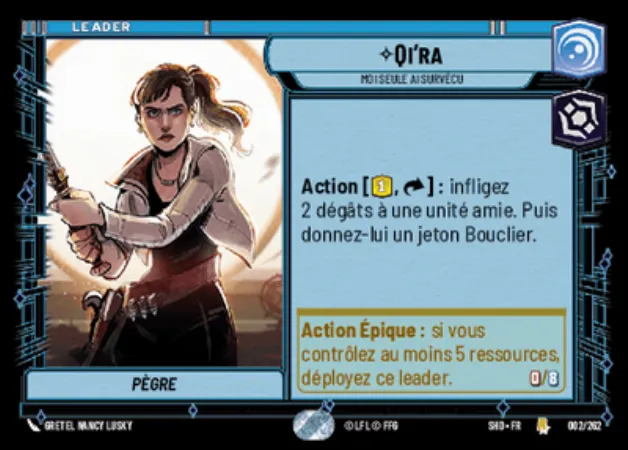 LEADER
QI'RA
MOI SEULE AI SURVÉCU
Action [1, ] : infligez
2 dégâts à une unité amie. Puis
donnez-lui un jeton Bouclier.
Action Épique : si vous
contrôlez au moins 5 ressources,
déployez ce leader. 0/8
PÈGRE
GRETEL NANCY LUSKY
© LFL © FFG
SHD • FR
002/262